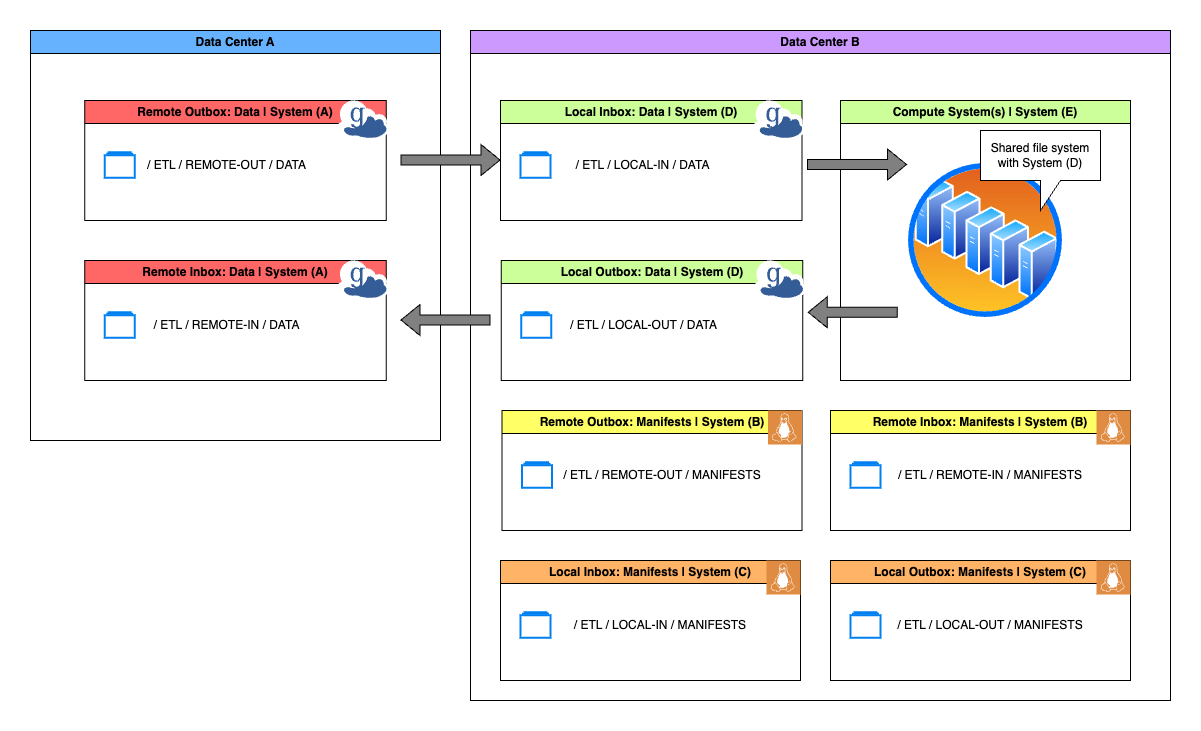 Data Center A
Data Center B
Remote Outbox: Data | System (A)
g
/ ETL / REMOTE-OUT / DATA
Local Inbox: Data | System (D)
g
/ ETL / LOCAL-IN / DATA
Compute System(s) | System (E)
Shared file system
with System (D)
Remote Inbox: Data | System (A)
g
/ ETL / REMOTE-IN / DATA
Local Outbox: Data | System (D)
g
/ ETL / LOCAL-OUT / DATA
Remote Outbox: Manifests | System (B)
/ ETL / REMOTE-OUT / MANIFESTS
Remote Inbox: Manifests | System (B)
/ ETL / REMOTE-IN / MANIFESTS
Local Inbox: Manifests | System (C)
/ ETL / LOCAL-IN / MANIFESTS
Local Outbox: Manifests | System (C)
/ ETL / LOCAL-OUT / MANIFESTS